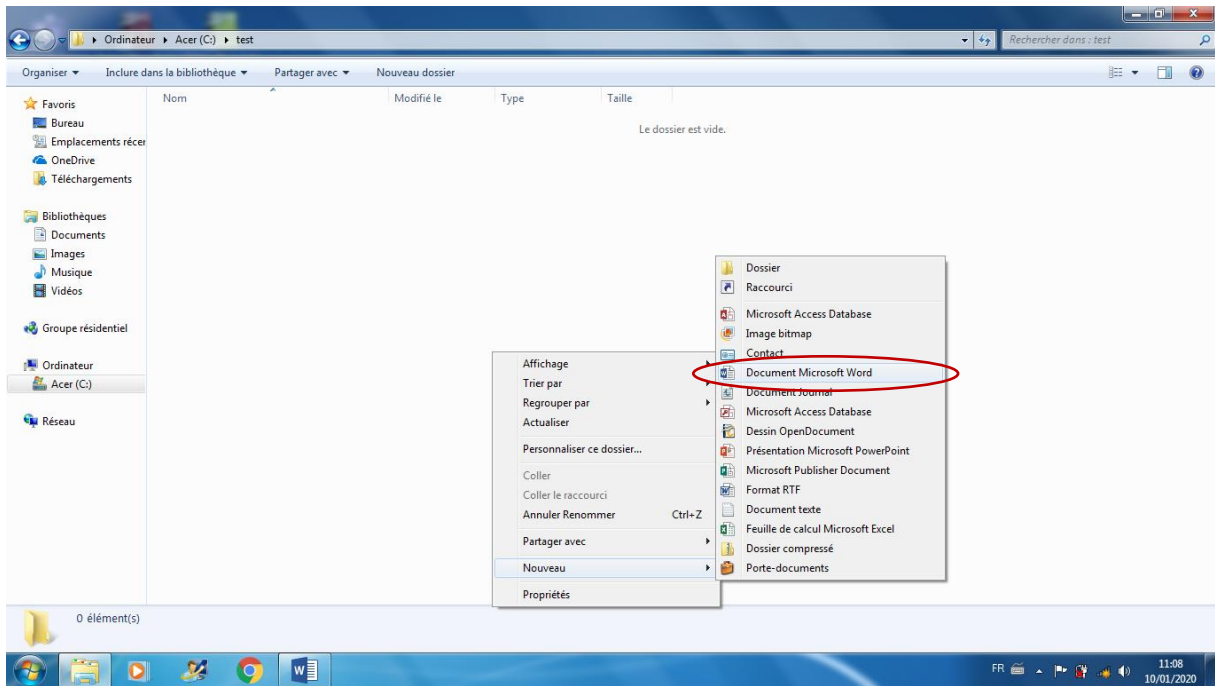 Ordinateur ▸ Acer (C:) ▸ test
Rechercher dans : test
Organiser Inclure dans la bibliothèque Partager avec Nouveau dossier
Nom Modifié le Type Taille
Le dossier est vide.
Favoris
Bureau
Emplacements récen
OneDrive
Téléchargements
Bibliothèques
Documents
Images
Musique
Vidéos
Groupe résidentiel
Ordinateur
Acer (C:)
Réseau
Affichage
Trier par
Regrouper par
Actualiser
Personnaliser ce dossier...
Coller
Coller le raccourci
Annuler Renommer Ctrl+Z
Partager avec
Nouveau
Propriétés
Dossier
Raccourci
Microsoft Access Database
Image bitmap
Contact
Document Microsoft Word
Document Journal
Microsoft Access Database
Dessin OpenDocument
Présentation Microsoft PowerPoint
Microsoft Publisher Document
Format RTF
Document texte
Feuille de calcul Microsoft Excel
Dossier compressé
Porte-documents
0 élément(s)
FR
11:08
10/01/2020